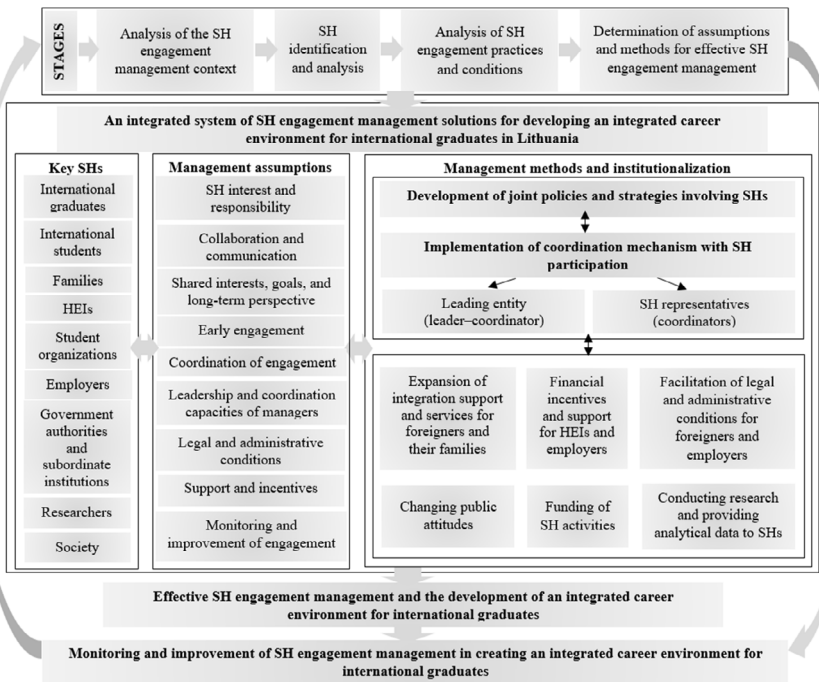 STAGES
Analysis of the SH
engagement
management context
SH
identification
and analysis
Analysis of SH
engagement practices
and conditions
Determination of assumptions
and methods for effective SH
engagement management
An integrated system of SH engagement management solutions for developing an integrated career
environment for international graduates in Lithuania
Key SHs
International
graduates
International
students
Families
HEIs
Student
organizations
Employers
Government
authorities
and
subordinate
institutions
Researchers
Society
Management assumptions
SH interest and
responsibility
Collaboration and
communication
Shared interests, goals, and
long-term perspective
Early engagement
Coordination of engagement
Leadership and coordination
capacities of managers
Legal and administrative
conditions
Support and incentives
Monitoring and
improvement of engagement
Management methods and institutionalization
Development of joint policies and strategies involving SHs
Implementation of coordination mechanism with SH
participation
Leading entity
(leader–coordinator)
SH representatives
(coordinators)
Expansion of
integration support
and services for
foreigners and
their families
Financial
incentives
and support
for HEIs and
employers
Facilitation of legal
and administrative
conditions for
foreigners and
employers
Changing public
attitudes
Funding of
SH activities
Conducting research
and providing
analytical data to SHs
Effective SH engagement management and the development of an integrated career
environment for international graduates
Monitoring and improvement of SH engagement management in creating an integrated career environment for
international graduates